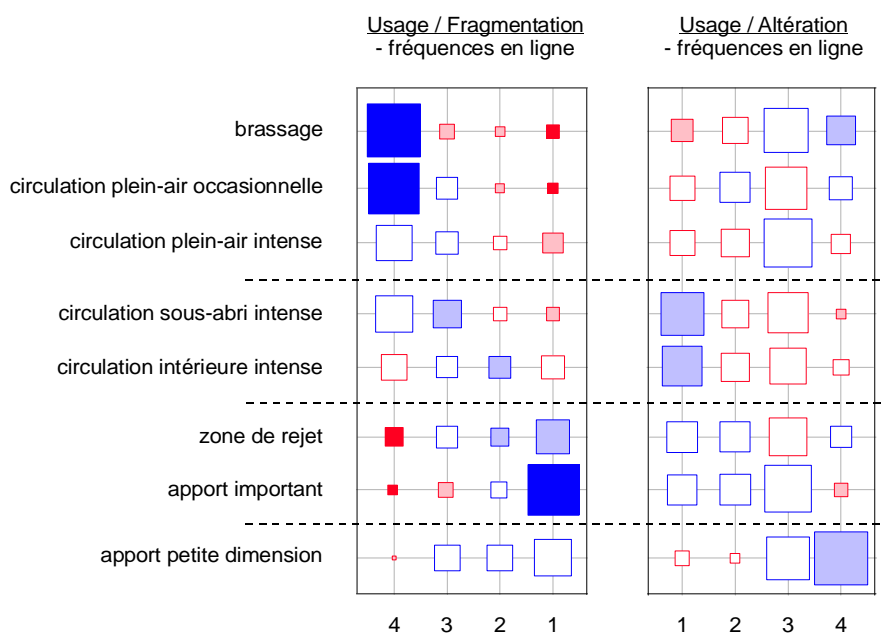 Usage / Fragmentation
- fréquences en ligne
Usage / Altération
- fréquences en ligne
brassage
circulation plein-air occasionnelle
circulation plein-air intense
circulation sous-abri intense
circulation intérieure intense
zone de rejet
apport important
apport petite dimension
4 3 2 1
1 2 3 4